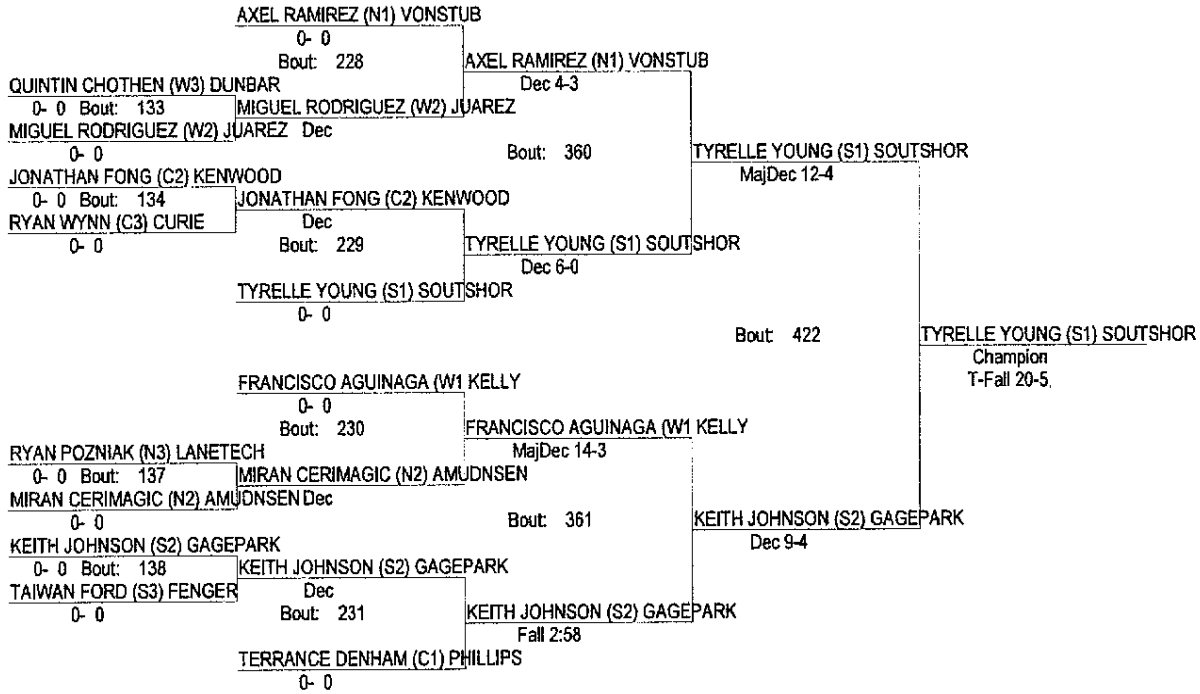 AXEL RAMIREZ (N1) VONSTUB
0- 0
Bout: 228
AXEL RAMIREZ (N1) VONSTUB
Dec 4-3
QUINTIN CHOTHEN (W3) DUNBAR
0- 0 Bout: 133
MIGUEL RODRIGUEZ (W2) JUAREZ
MIGUEL RODRIGUEZ (W2) JUAREZ Dec
0- 0
Bout: 360
TYRELLE YOUNG (S1) SOUTSHOR
MajDec 12-4
JONATHAN FONG (C2) KENWOOD
0- 0 Bout: 134
JONATHAN FONG (C2) KENWOOD
RYAN WYNN (C3) CURIE
Dec
0- 0
Bout: 229
TYRELLE YOUNG (S1) SOUTSHOR
Dec 6-0
TYRELLE YOUNG (S1) SOUTSHOR
0- 0
Bout: 422
TYRELLE YOUNG (S1) SOUTSHOR
Champion
T-Fall 20-5
FRANCISCO AGUINAGA (W1 KELLY
0- 0
Bout: 230
FRANCISCO AGUINAGA (W1 KELLY
MajDec 14-3
RYAN POZNIAK (N3) LANETECH
0- 0 Bout: 137
MIRAN CERIMAGIC (N2) AMUDNSEN
MIRAN CERIMAGIC (N2) AMUDNSEN Dec
0- 0
Bout: 361
KEITH JOHNSON (S2) GAGEPARK
Dec 9-4
KEITH JOHNSON (S2) GAGEPARK
0- 0 Bout: 138
KEITH JOHNSON (S2) GAGEPARK
TAIWAN FORD (S3) FENGER
Dec
0- 0
Bout: 231
KEITH JOHNSON (S2) GAGEPARK
Fall 2:58
TERRANCE DENHAM (C1) PHILLIPS
0- 0